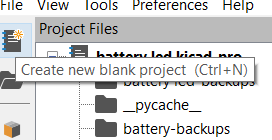 File View Tools Preferences Help
Project Files
battery-led.kicad_pro
Create new blank project (Ctrl+N)
battery-led-backups
__pycache__
battery-backups